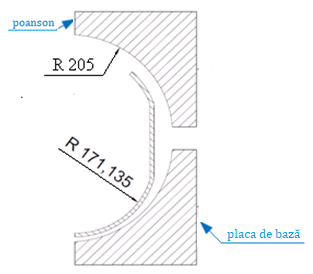 poanson
R 205
R 171,135
placa de bază